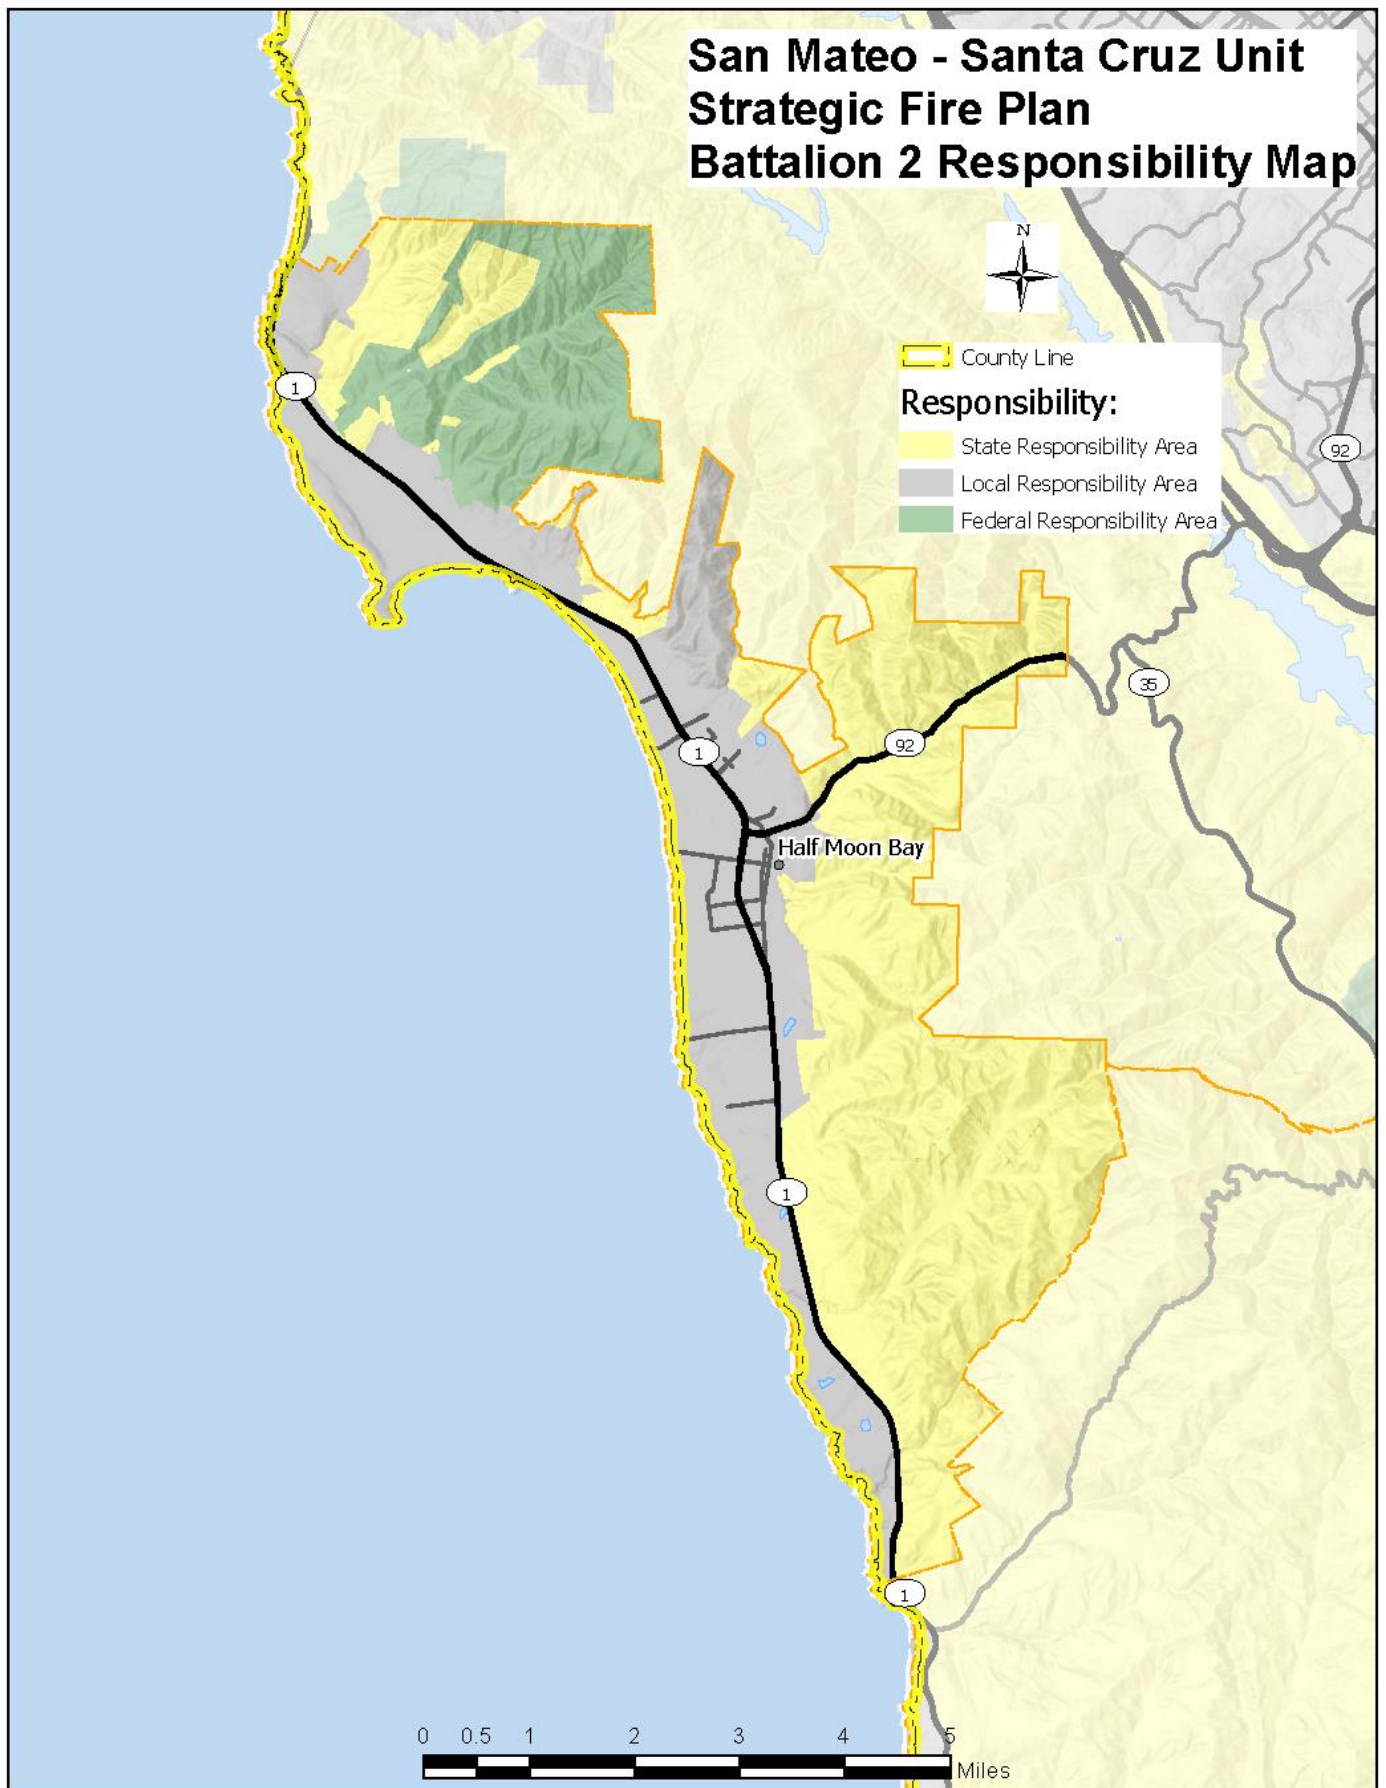 San Mateo - Santa Cruz Unit
Strategic Fire Plan
Battalion 2 Responsibility Map
N
County Line
Responsibility:
State Responsibility Area
Local Responsibility Area
Federal Responsibility Area
1
92
35
1
92
Half Moon Bay
1
1
0 0.5 1 2 3 4 5
Miles